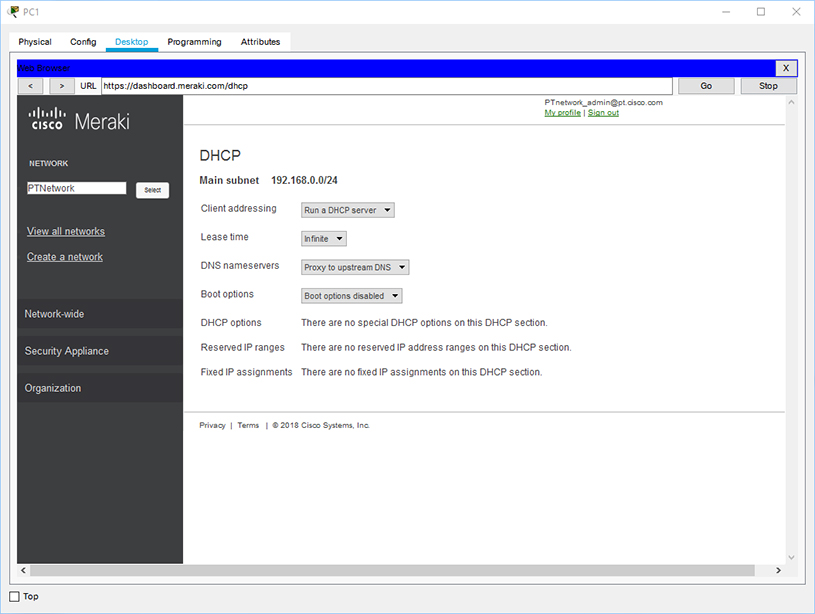 PC1
Physical Config Desktop Programming Attributes
Web Browser X
< > URL https://dashboard.meraki.com/dhcp Go Stop
CISCO Meraki
NETWORK
PTNetwork Select
View all networks
Create a network
Network-wide
Security Appliance
Organization
PTnetwork_admin@pt.cisco.com
My profile | Sign out
DHCP
Main subnet 192.168.0.0/24
Client addressing Run a DHCP server
Lease time Infinite
DNS nameservers Proxy to upstream DNS
Boot options Boot options disabled
DHCP options There are no special DHCP options on this DHCP section.
Reserved IP ranges There are no reserved IP address ranges on this DHCP section.
Fixed IP assignments There are no fixed IP assignments on this DHCP section.
Privacy | Terms | © 2018 Cisco Systems, Inc.
Top